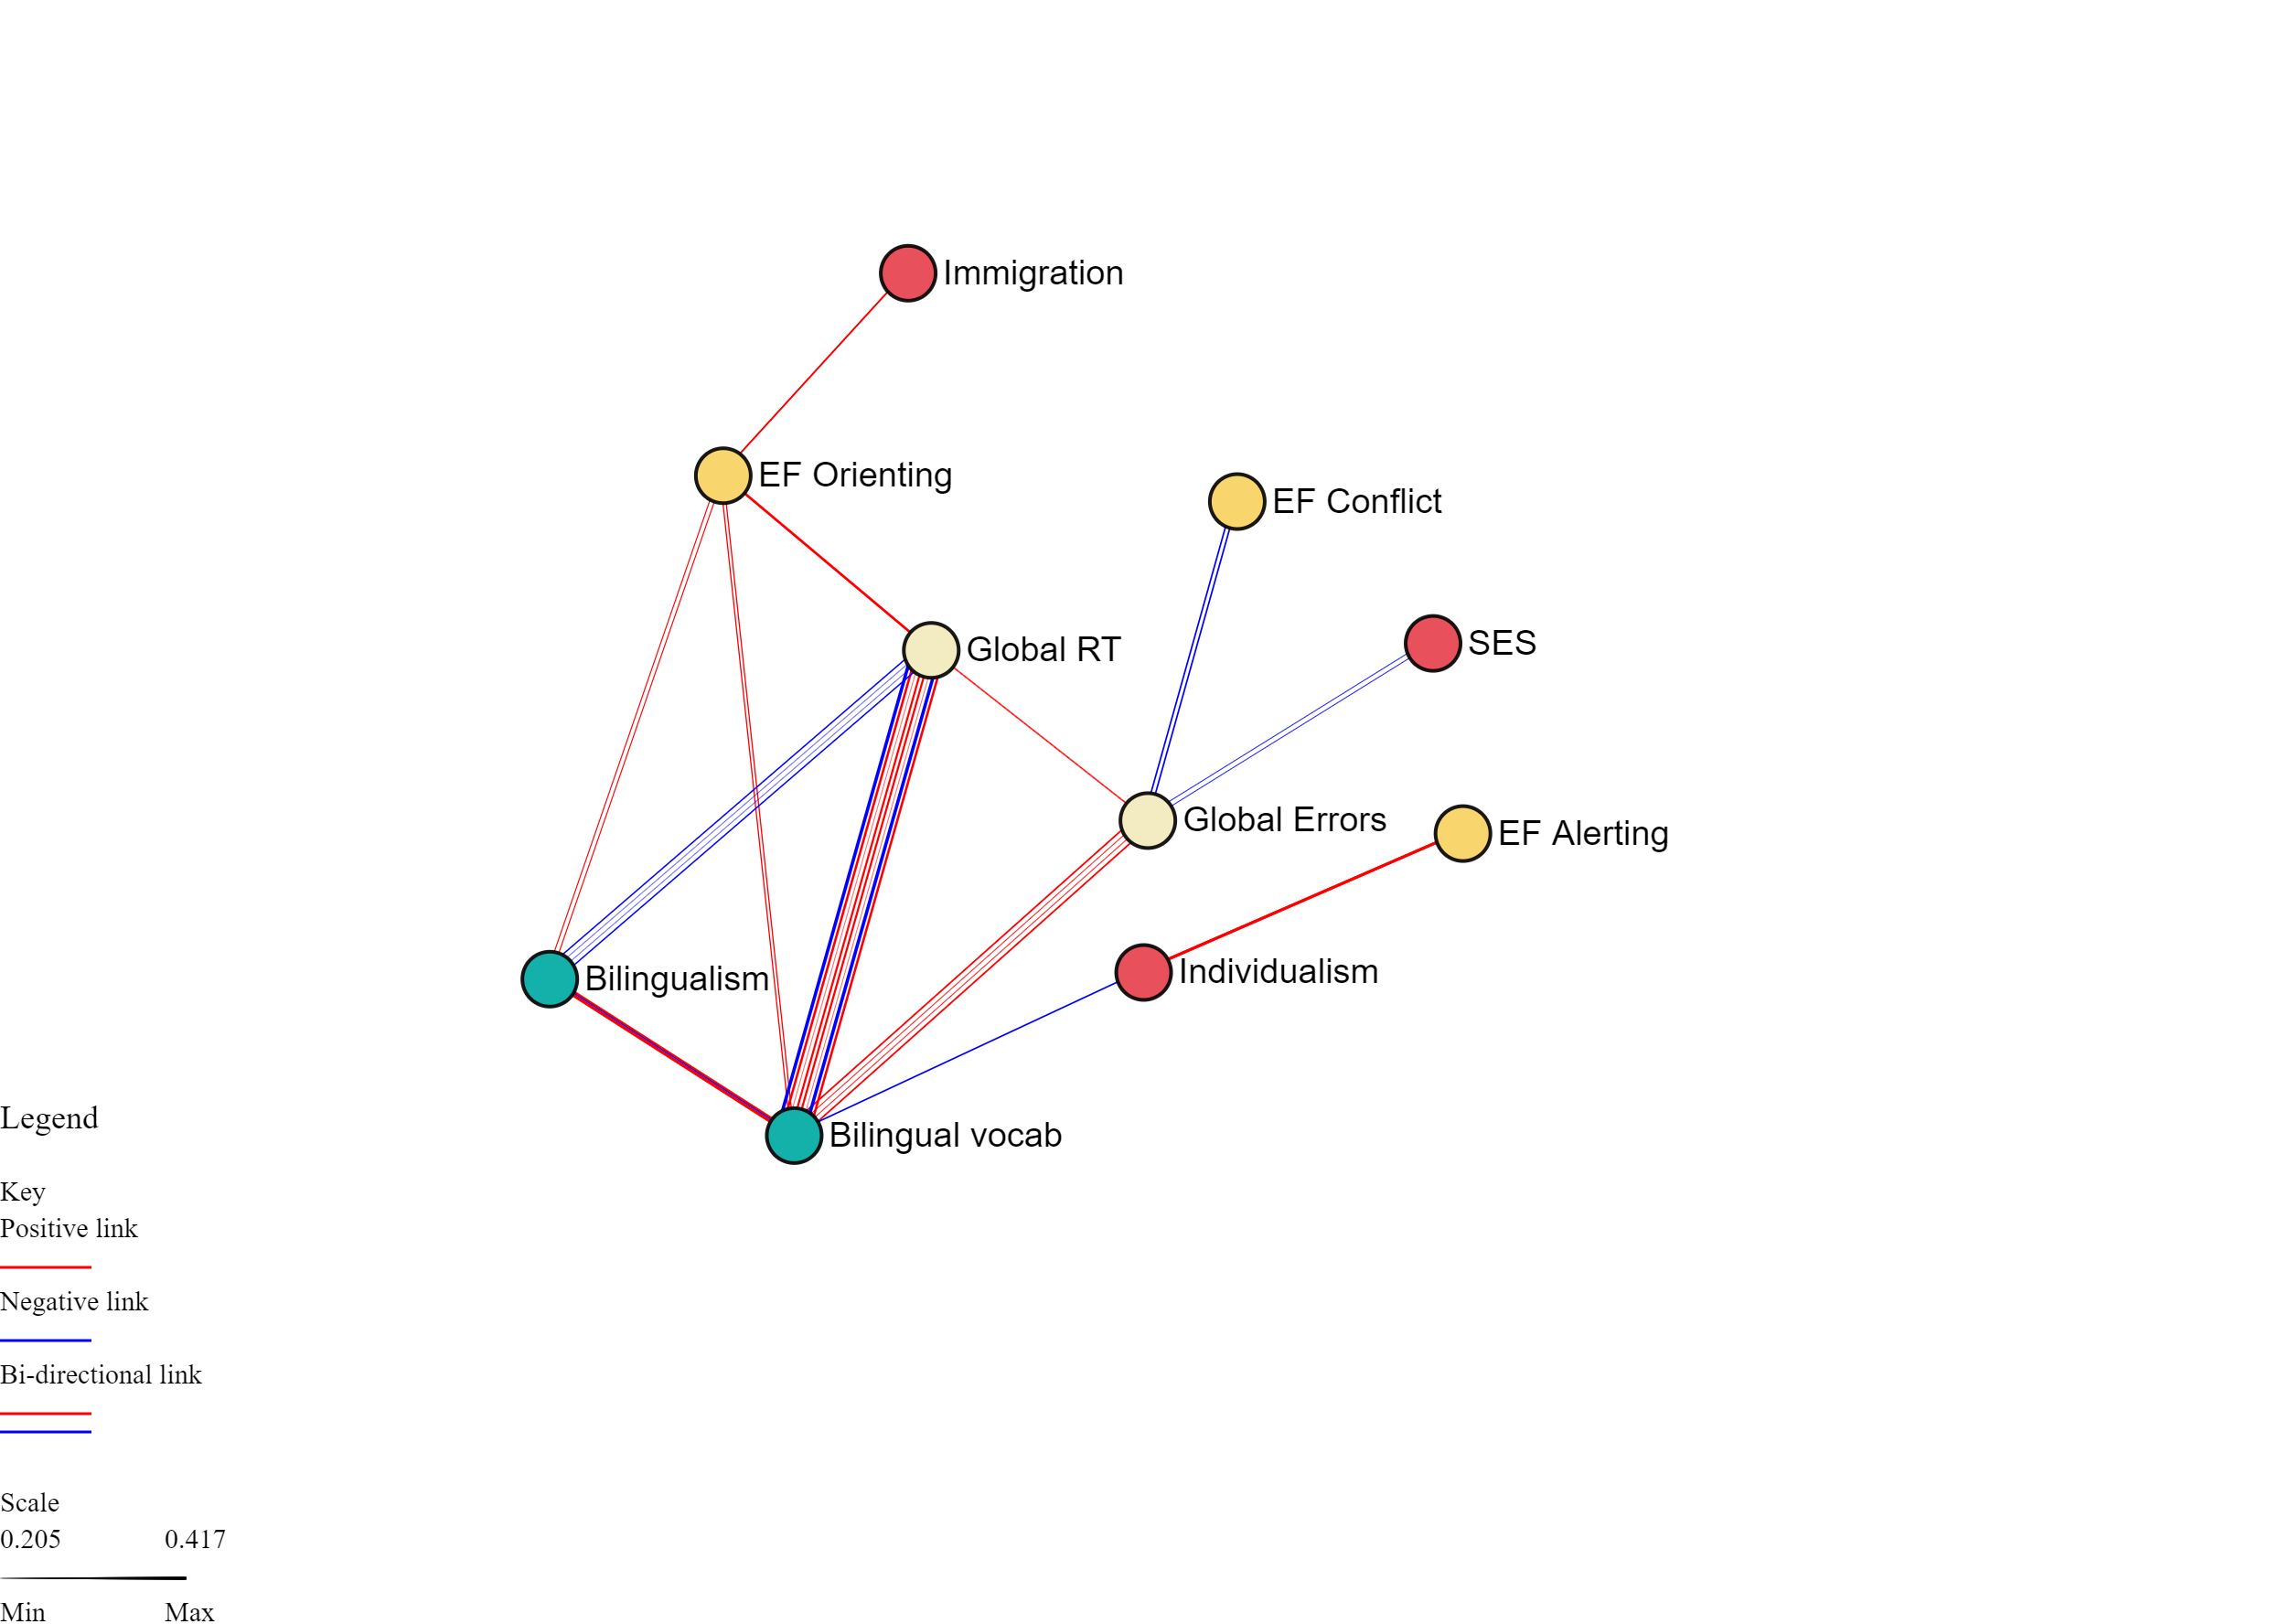 Immigration
EF Orienting
EF Conflict
SES
Global RT
Global Errors
EF Alerting
Individualism
Bilingualism
Bilingual vocab
Legend
Key
Positive link
Negative link
Bi-directional link
Scale
0.205 0.417
Min Max